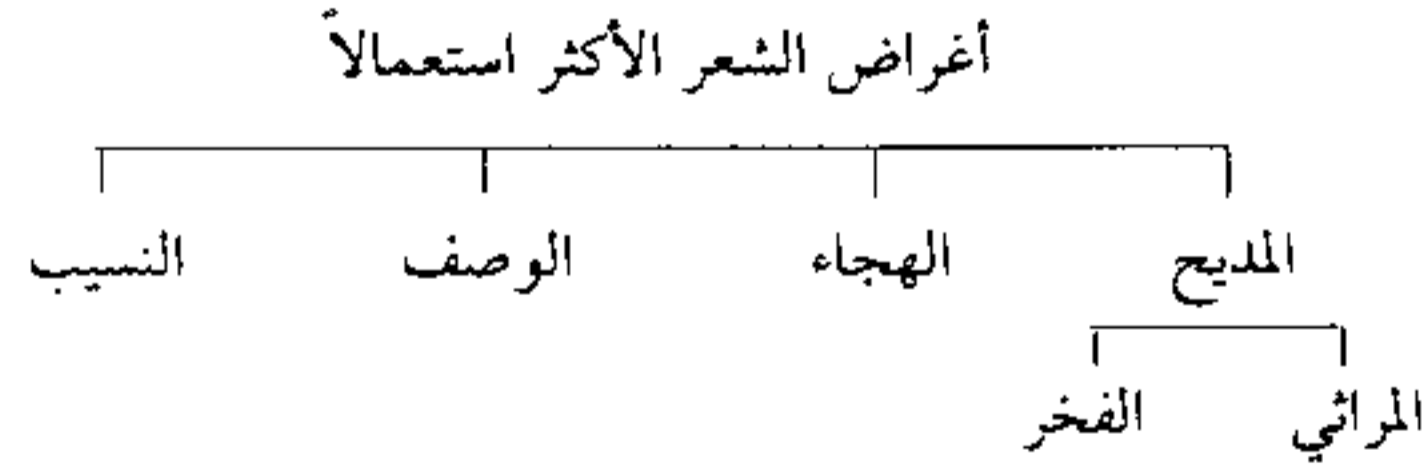 أغراض الشعر الأكثر استعمالاً
المديح الهجاء الوصف النسيب
المراثي الفخر